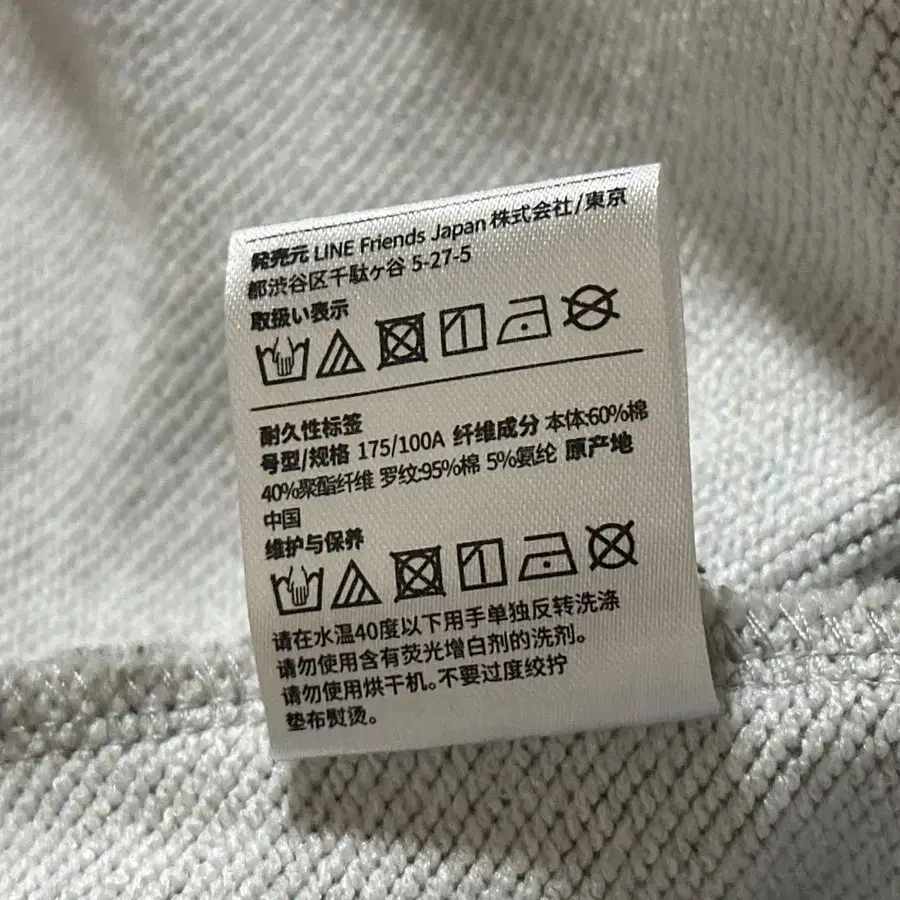 発売元 LINE Friends Japan 株式会社/東京
都渋谷区千駄ヶ谷 5-27-5
取扱い表示
耐久性标签
号型/规格 175/100A 纤维成分 本体:60%棉
40%聚酯纤维 罗纹:95%棉 5%氨纶 原产地
中国
维护与保养
请在水温40度以下用手单独反转洗涤
请勿使用含有荧光增白剂的洗剂。
请勿使用烘干机。不要过度绞拧
垫布熨烫。